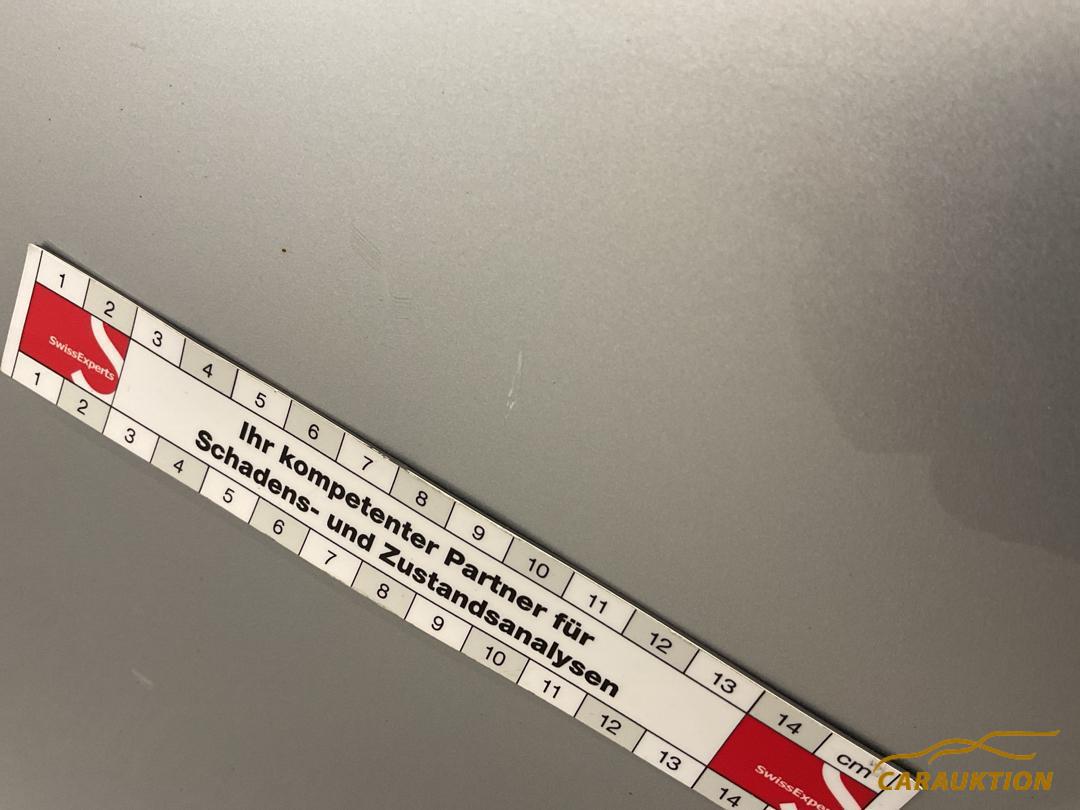 1 2 3 4 5 6 7 8 9 10 11 12 13 14 cm
SwissExperts
Ihr kompetenter Partner für
Schadens- und Zustandsanalysen
SwissExper
1 2 3 4 5 6 7 8 9 10 11 12 13 14
CARAUKTION